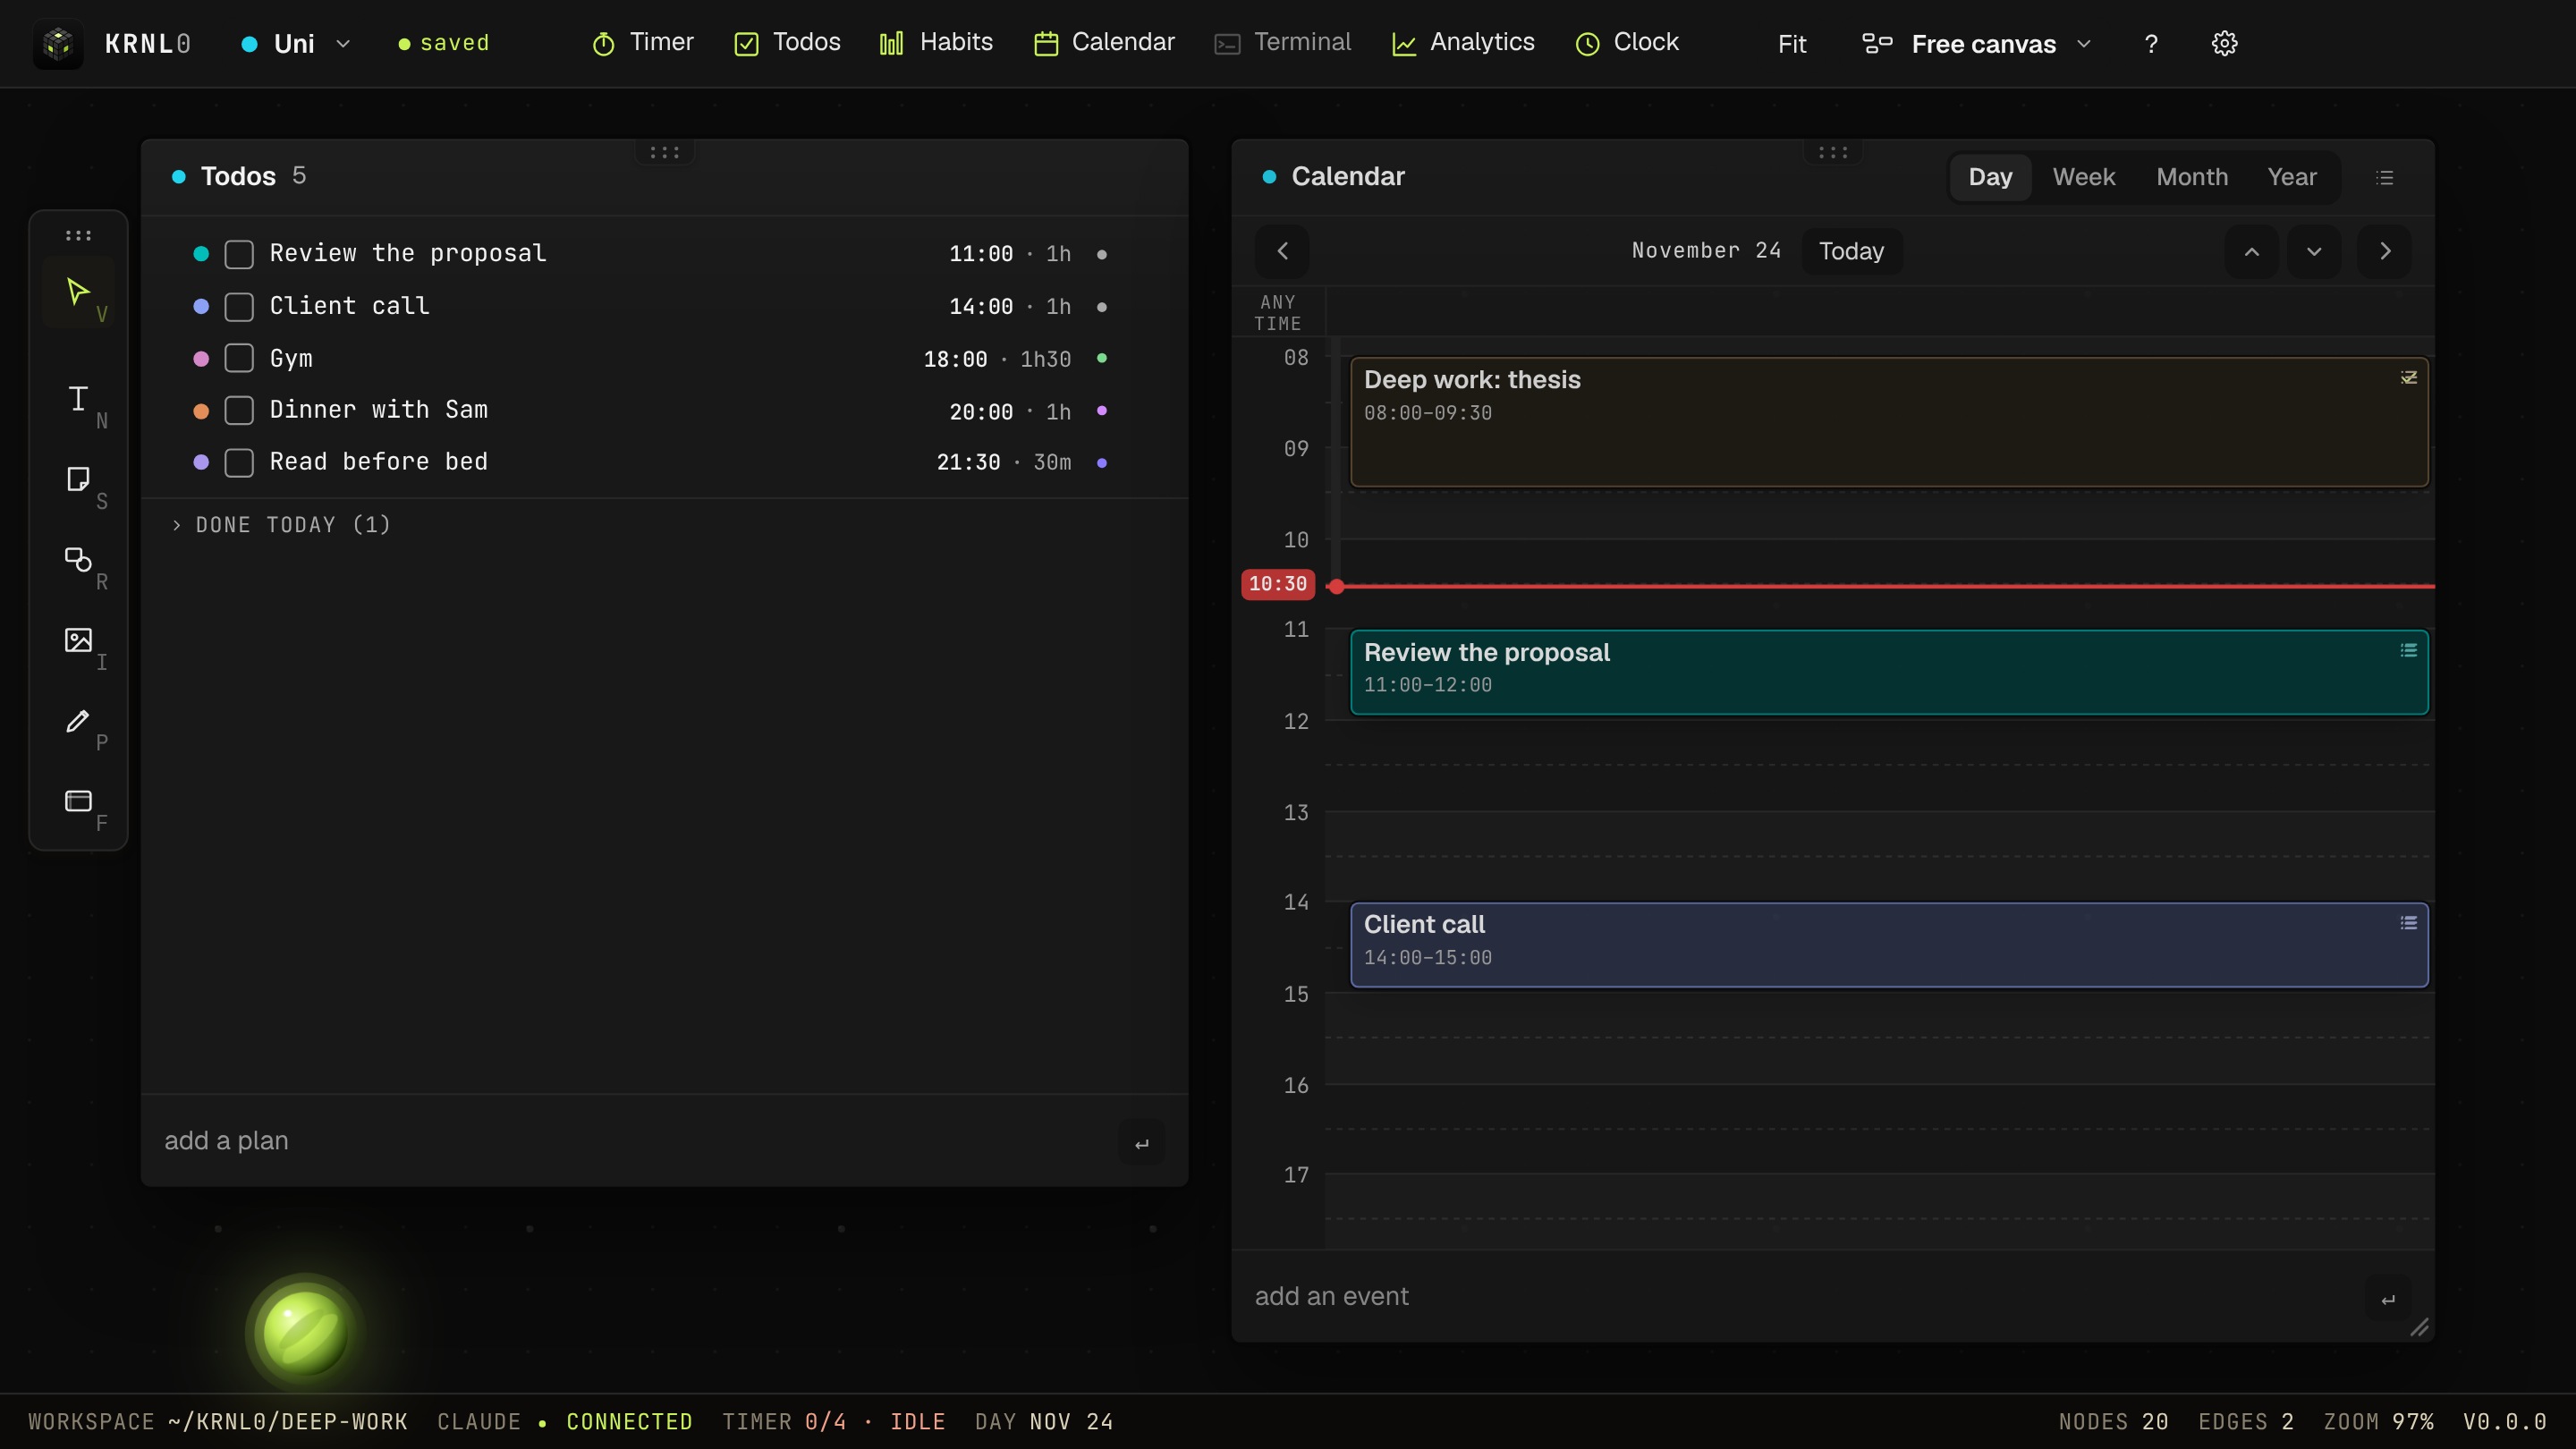 KRNL0 Uni saved Timer Todos Habits Calendar Terminal Analytics Clock Fit Free canvas ?
Todos 5
Review the proposal 11:00 · 1h
Client call 14:00 · 1h
Gym 18:00 · 1h30
Dinner with Sam 20:00 · 1h
Read before bed 21:30 · 30m
DONE TODAY (1)
add a plan
V
N
S
R
I
P
F
Calendar Day Week Month Year
November 24 Today
ANY
TIME
08
Deep work: thesis
08:00–09:30
09
10
10:30
11
Review the proposal
11:00–12:00
12
13
14
Client call
14:00–15:00
15
16
17
add an event
WORKSPACE ~/KRNL0/DEEP-WORK CLAUDE • CONNECTED TIMER 0/4 · IDLE DAY NOV 24 NODES 20 EDGES 2 ZOOM 97% V0.0.0